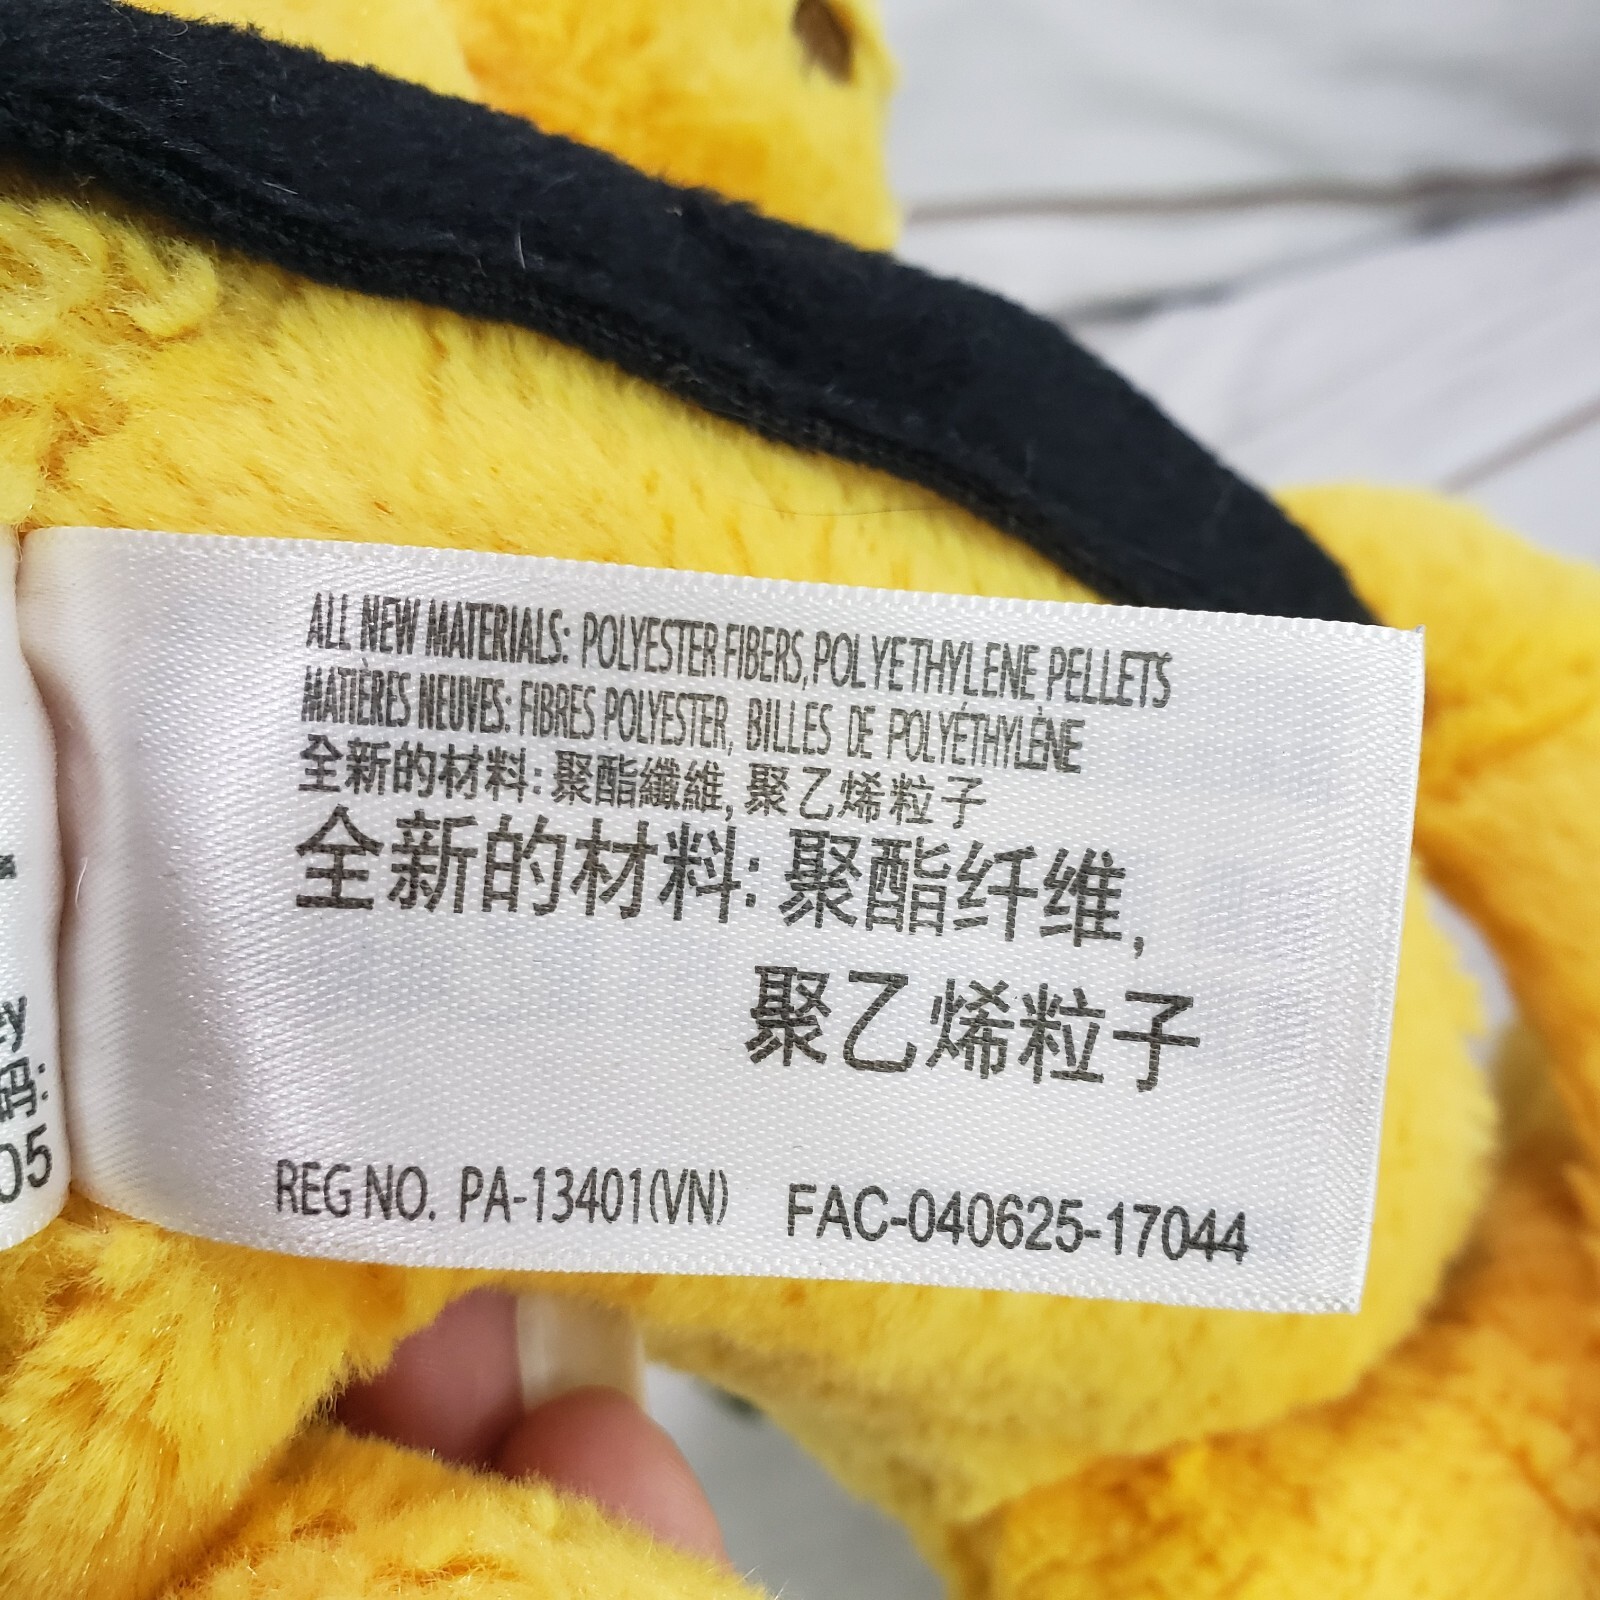 ALL NEW MATERIALS: POLYESTER FIBERS, POLYETHYLENE PELLETS
MATIÈRES NEUVES: FIBRES POLYESTER, BILLES DE POLYÉTHYLÈNE
全新的材料: 聚酯纖維, 聚乙烯粒子
全新的材料: 聚酯纤维,
聚乙烯粒子
REG NO. PA-13401(VN) FAC-040625-17044
码:
05